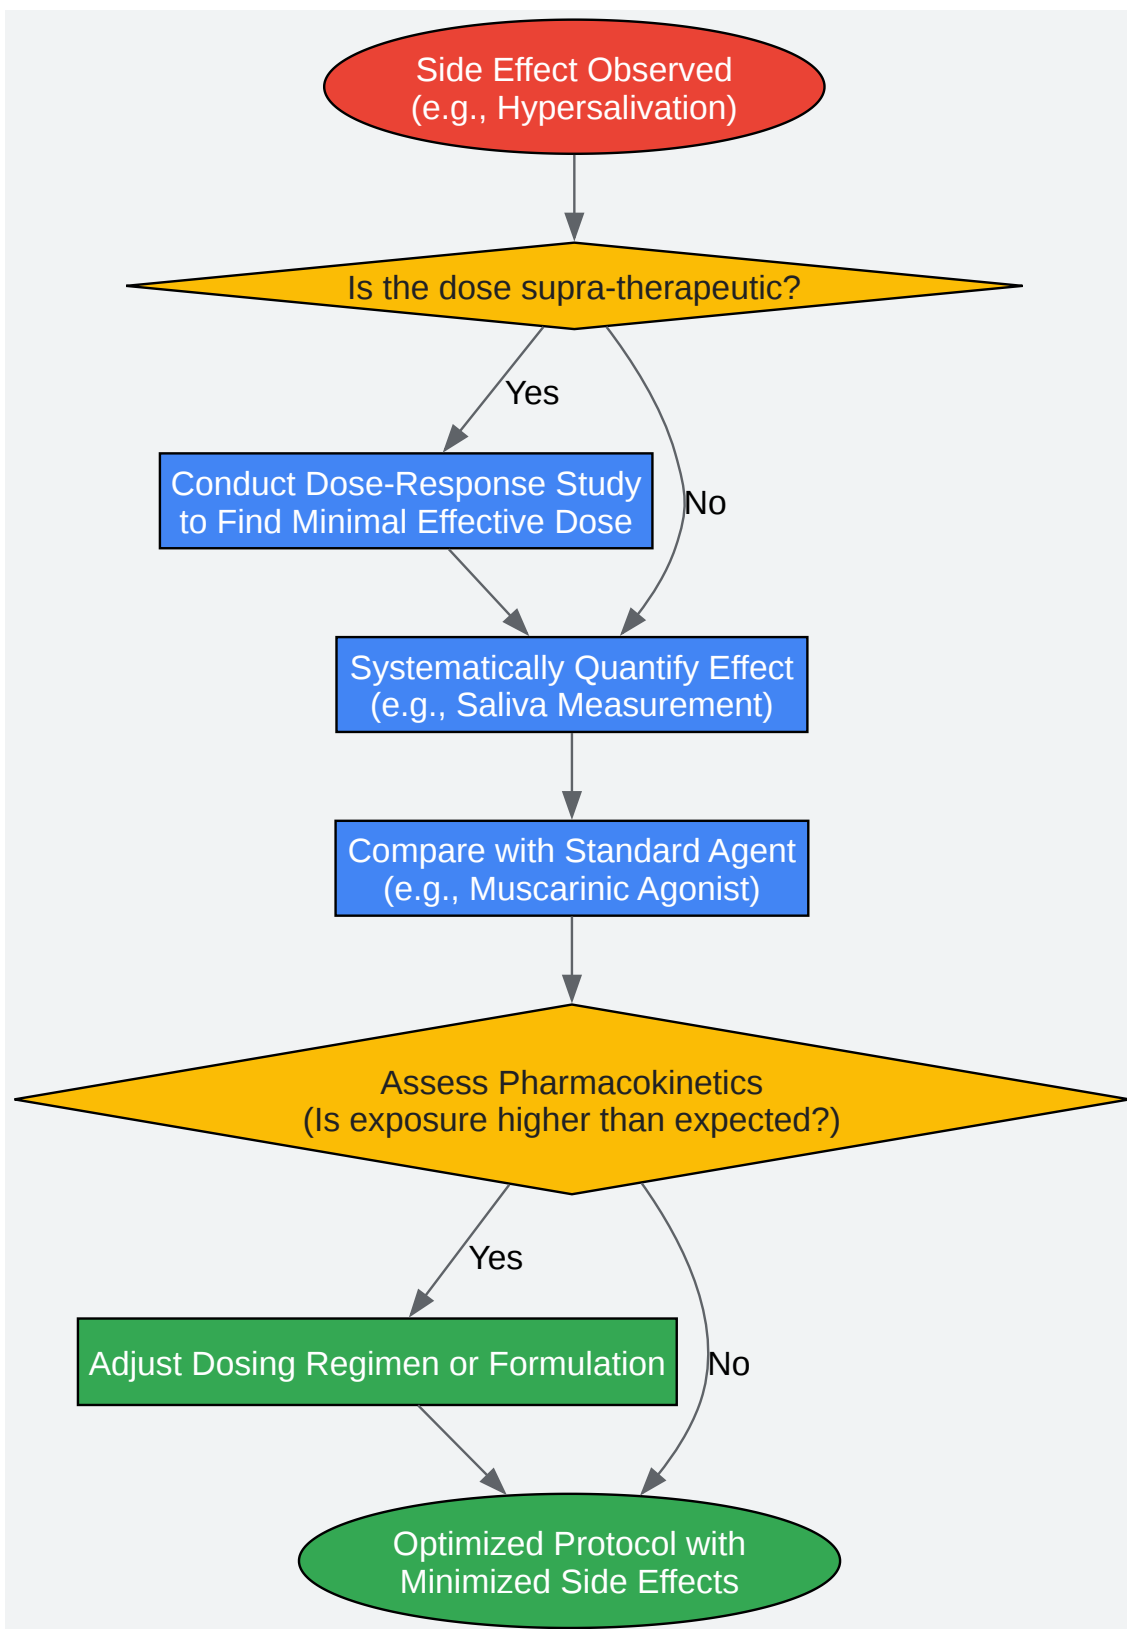 Side Effect Observed
(e.g., Hypersalivation)
Is the dose supra-therapeutic?
Yes
Conduct Dose-Response Study
to Find Minimal Effective Dose
No
Systematically Quantify Effect
(e.g., Saliva Measurement)
Compare with Standard Agent
(e.g., Muscarinic Agonist)
Assess Pharmacokinetics
(Is exposure higher than expected?)
Yes
Adjust Dosing Regimen or Formulation
No
Optimized Protocol with
Minimized Side Effects